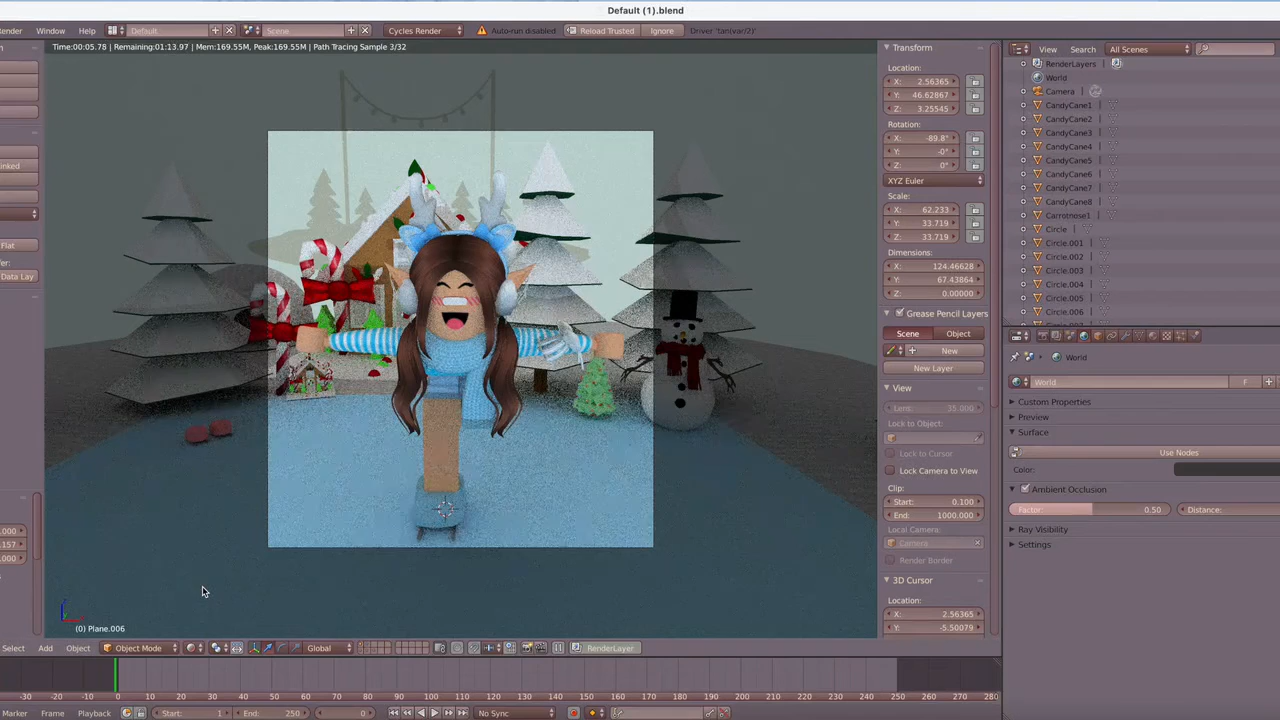 Default (1).blend
Render Window Help Default Scene Cycles Render Auto-run disabled Reload Trusted Ignore Driver 'tan(var/2)'
Time:00:05.78 | Remaining:01:13.97 | Mem:169.55M, Peak:169.55M | Path Tracing Sample 3/32
Linked
Flat
fer:
Data Lay
.000
.157
.000
(0) Plane.006
Transform
Location:
X: 2.56365
Y: 46.62867
Z: 3.25545
Rotation:
X: -89.8°
Y: -0°
Z: 0°
XYZ Euler
Scale:
X: 62.233
Y: 33.719
Z: 33.719
Dimensions:
X: 124.46628
Y: 67.43864
Z: 0.00000
Grease Pencil Layers
Scene Object
New
New Layer
View
Lens: 35.000
Lock to Object:
Lock to Cursor
Lock Camera to View
Clip:
Start: 0.100
End: 1000.000
Local Camera:
Camera
Render Border
3D Cursor
Location:
X: 2.56365
Y: -5.50079
View Search All Scenes
RenderLayers
World
Camera
CandyCane1
CandyCane2
CandyCane3
CandyCane4
CandyCane5
CandyCane6
CandyCane7
CandyCane8
Carrotnose1
Circle
Circle.001
Circle.002
Circle.003
Circle.004
Circle.005
Circle.006
World
World F
Custom Properties
Preview
Surface
Use Nodes
Color:
Ambient Occlusion
Factor: 0.50 Distance:
Ray Visibility
Settings
Select Add Object Object Mode Global RenderLayer
-30 -20 -10 0 10 20 30 40 50 60 70 80 90 100 110 120 130 140 150 160 170 180 190 200 210 220 230 240 250 260 270 280
Marker Frame Playback Start: 1 End: 250 0 No Sync